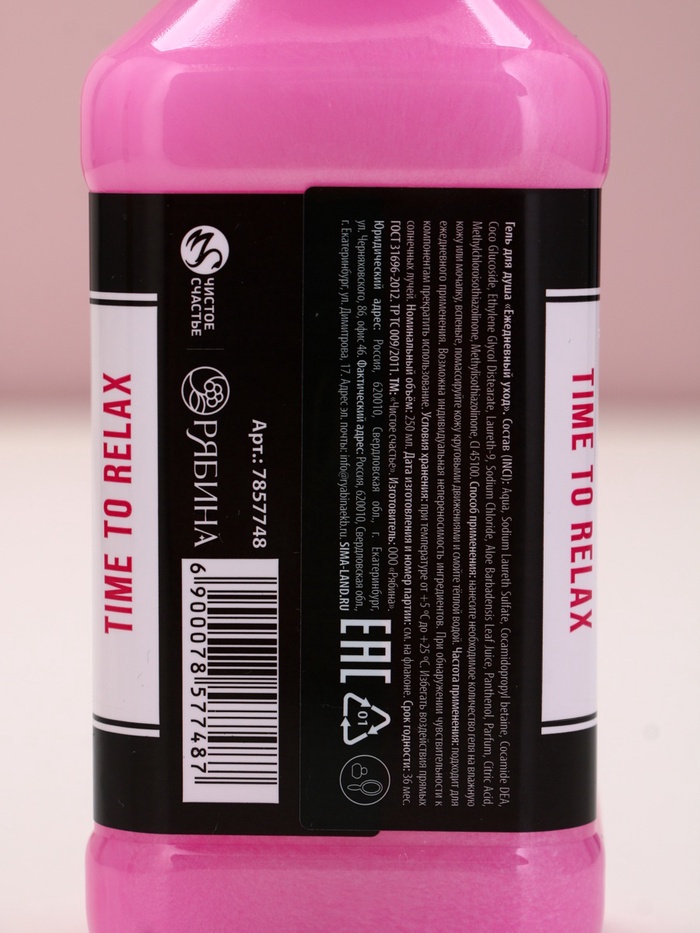 Гель для душа «Ежедневный уход». Состав (INCI): Aqua, Sodium Laureth Sulfate, Cocamidopropyl betaine, Cocamide DEA,
Coco Glucoside, Ethylene Glycol Distearate, Laureth-9, Sodium Chloride, Aloe Barbadensis Leaf Juice, Panthenol, Parfum, Citric Acid,
Methylchloroisothiazolinone, Methylisothiazolinone, CI 45100. Способ применения: нанесите необходимое количество геля на влажную
кожу или мочалку, вспеньте, помассируйте кожу круговыми движениями и смойте тёплой водой. Частота применения: подходит для
ежедневного применения. Возможна индивидуальная непереносимость ингредиентов. При обнаружении чувствительности к
компонентам прекратить использование. Условия хранения: при температуре от +5 °С до +25 °С. Избегать воздействия прямых
солнечных лучей. Номинальный объём: 250 мл. Дата изготовления и номер партии: см. на флаконе. Срок годности: 36 мес.
ГОСТ 31696-2012. ТР ТС 009/2011. ТМ: «Чистое счастье». Изготовитель: ООО «Рябина».
Юридический адрес: Россия, 620010, Свердловская обл., г. Екатеринбург,
ул. Черняховского, 86, офис 46. Фактический адрес: Россия, 620010, Свердловская обл.,
г. Екатеринбург, ул. Димитрова, 17. Адрес эл. почты: info@ryabinaekb.ru. SIMA-LAND.RU
EAC
01
Арт.: 7857748
ЧИСТОЕ
СЧАСТЬЕ
РЯБИНА
6 900078 577487
TIME TO RELAX
TIME TO RELAX